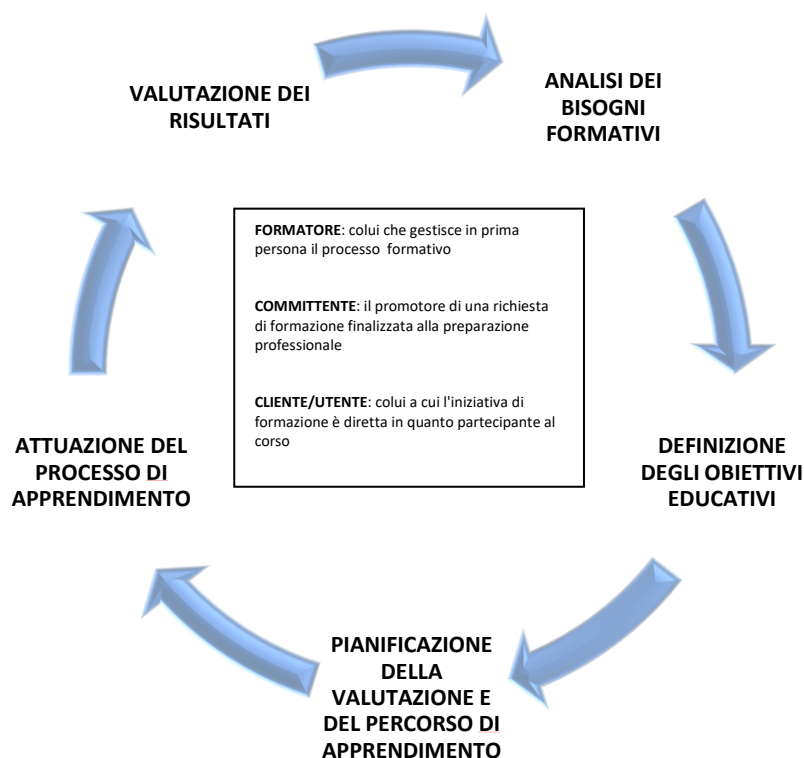 VALUTAZIONE DEI
RISULTATI
ANALISI DEI
BISOGNI
FORMATIVI
FORMATORE: colui che gestisce in prima
persona il processo formativo
COMMITTENTE: il promotore di una richiesta
di formazione finalizzata alla preparazione
professionale
CLIENTE/UTENTE: colui a cui l'iniziativa di
formazione è diretta in quanto partecipante al
corso
ATTUAZIONE DEL
PROCESSO DI
APPRENDIMENTO
DEFINIZIONE
DEGLI OBIETTIVI
EDUCATIVI
PIANIFICAZIONE
DELLA
VALUTAZIONE E
DEL PERCORSO DI
APPRENDIMENTO